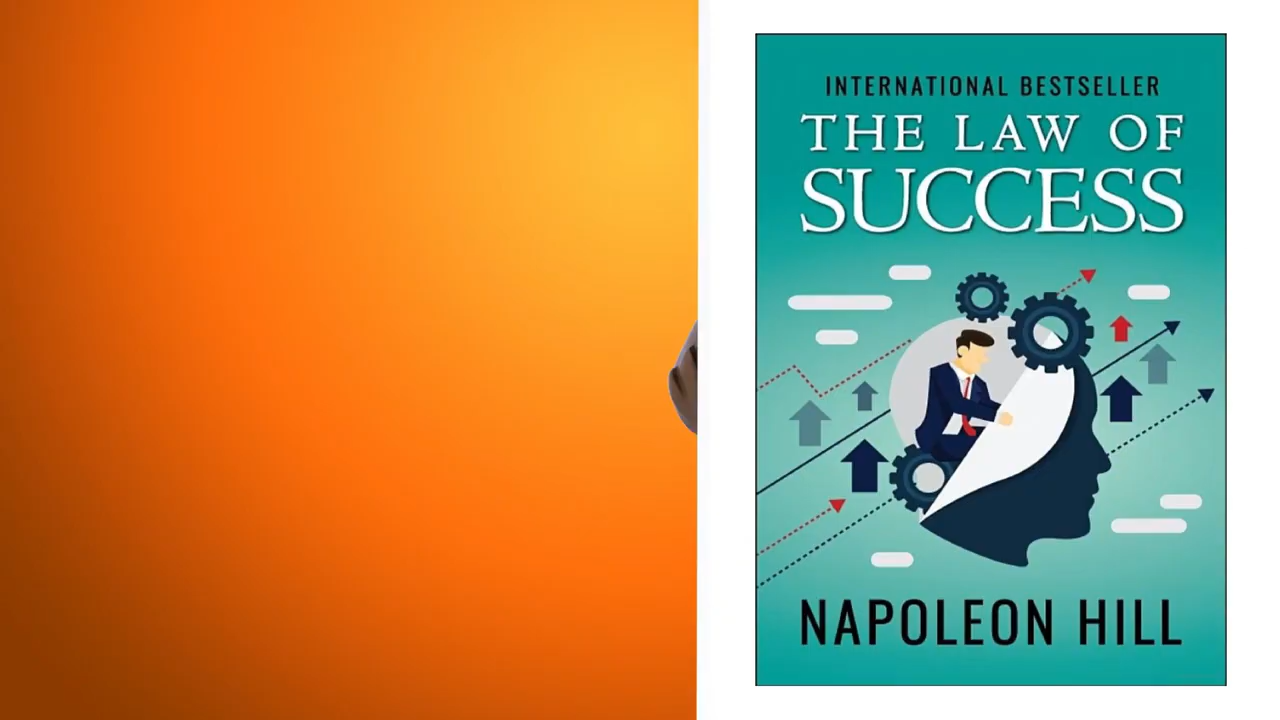 INTERNATIONAL BESTSELLER
THE LAW OF
SUCCESS
NAPOLEON HILL